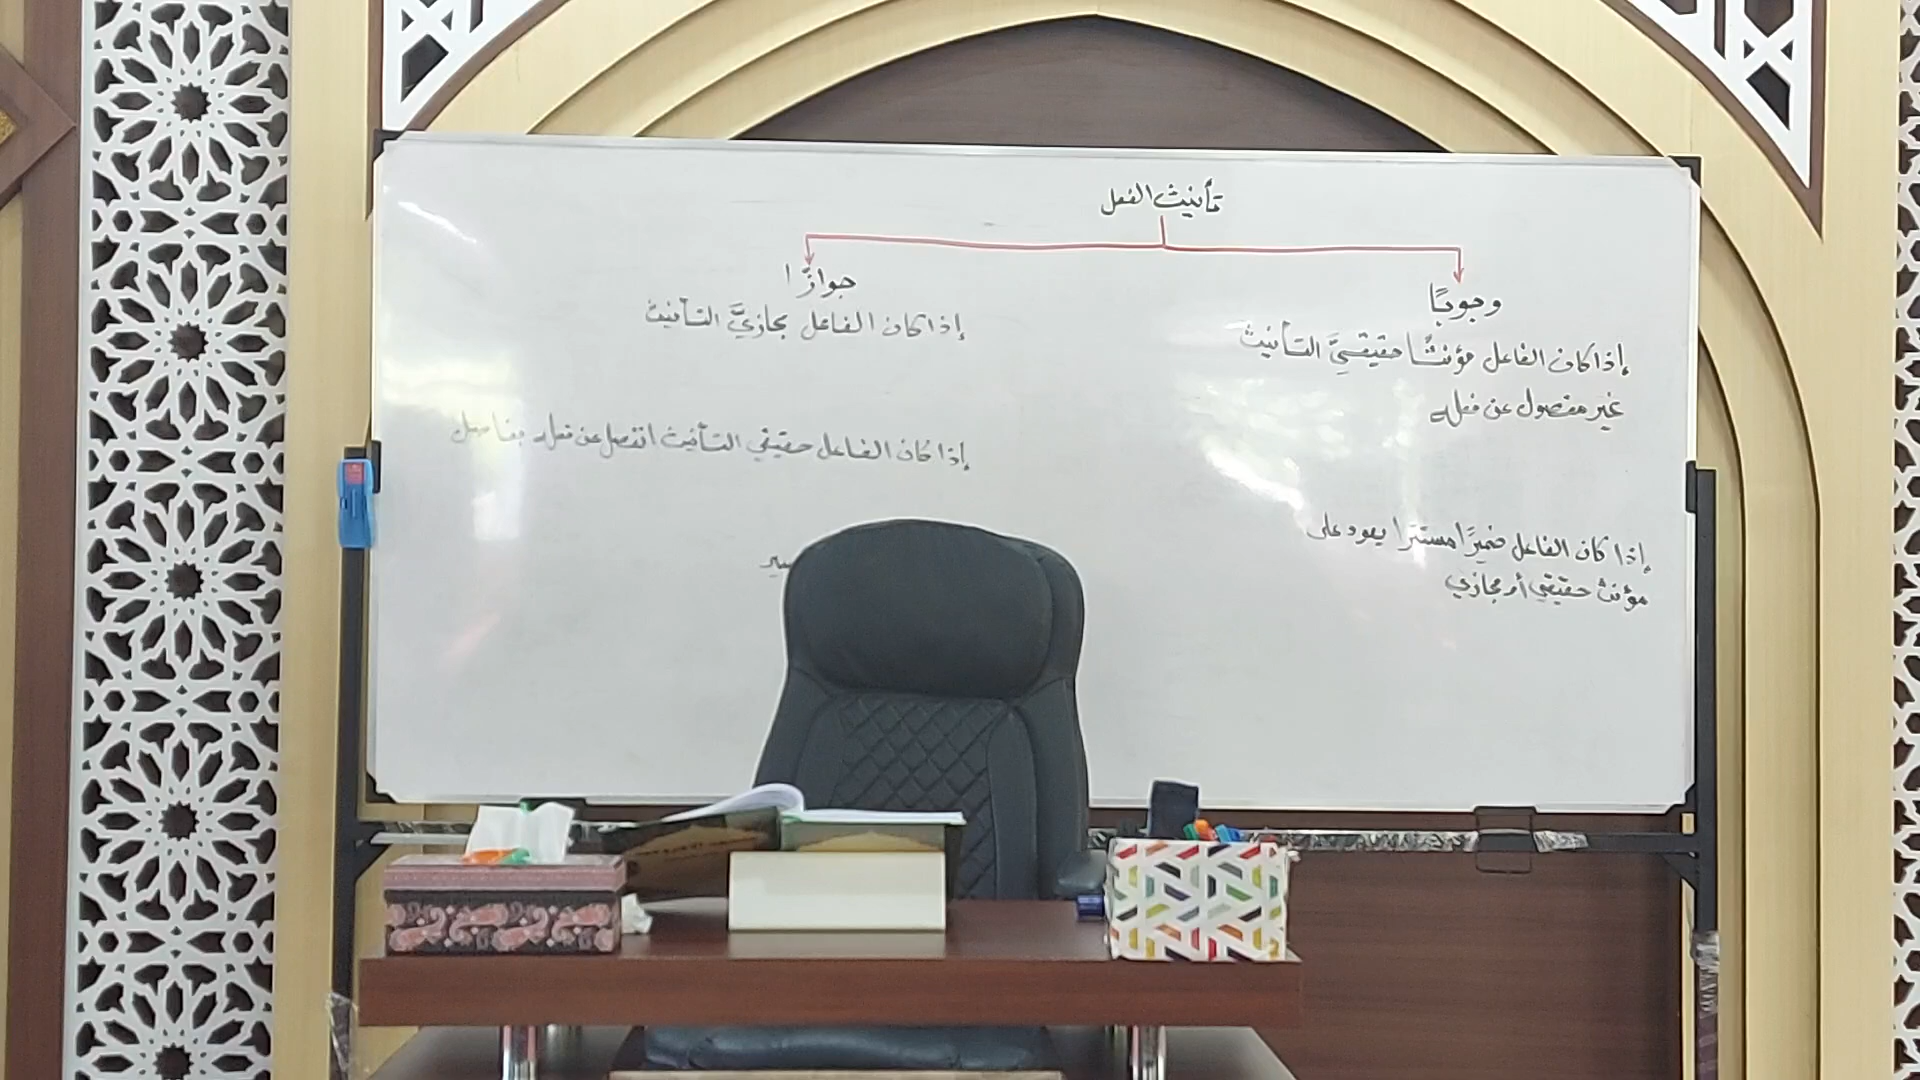 تأنيث الفعل
وجوبًا
إذا كان الفاعل مؤنثًا حقيقيَّ التأنيث
غير مفصول عن فعله
إذا كان الفاعل ضميرًا مستترا يعود على
مؤنث حقيقي أو مجازي
جوازًا
إذا كان الفاعل مجازيَّ التأنيث
إذا كان الفاعل حقيقي التأنيث انفصل عن فعله بفاصل